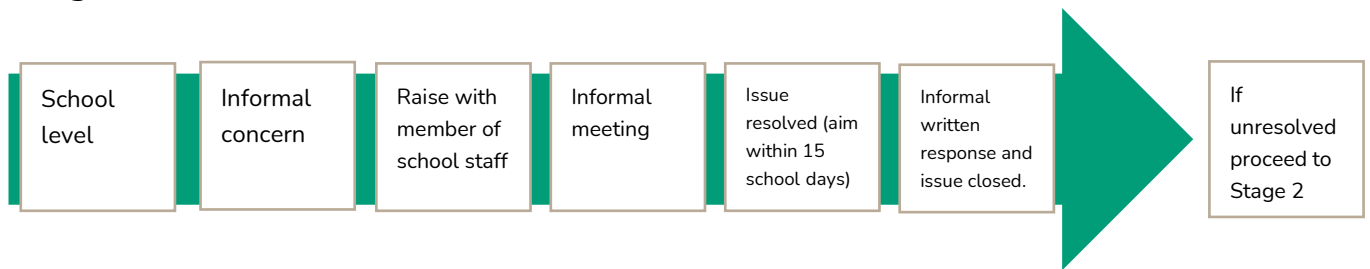 School
level
Informal
concern
Raise with
member of
school staff
Informal
meeting
Issue
resolved (aim
within 15
school days)
Informal
written
response and
issue closed.
If
unresolved
proceed to
Stage 2